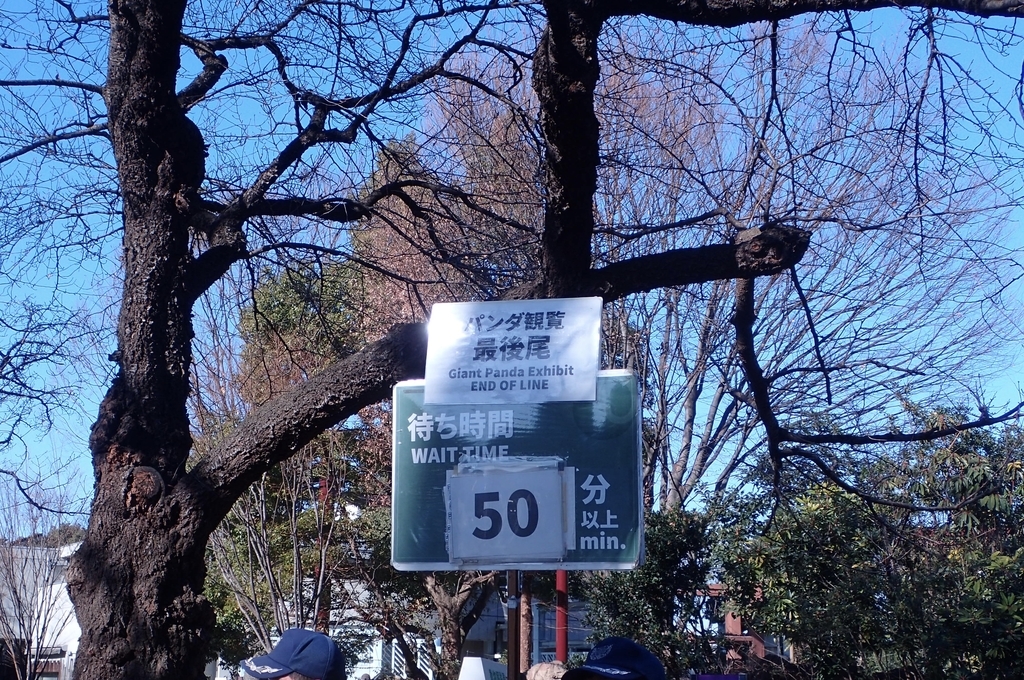 パンダ観覧
最後尾
Giant Panda Exhibit
END OF LINE
待ち時間
WAIT TIME
50
分
以上
min.